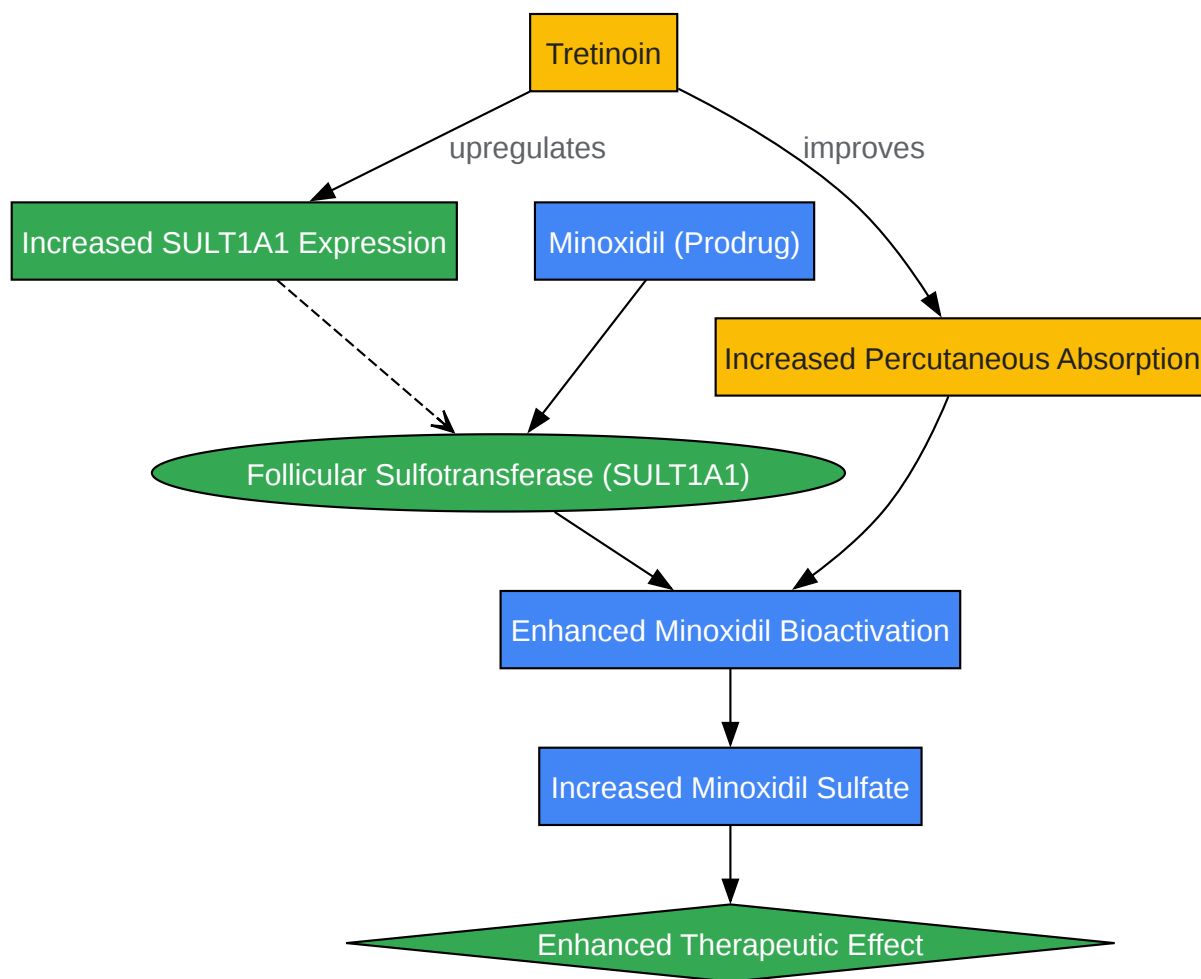 Tretinoin
upregulates
improves
Increased SULT1A1 Expression
Minoxidil (Prodrug)
Increased Percutaneous Absorption
Follicular Sulfotransferase (SULT1A1)
Enhanced Minoxidil Bioactivation
Increased Minoxidil Sulfate
Enhanced Therapeutic Effect